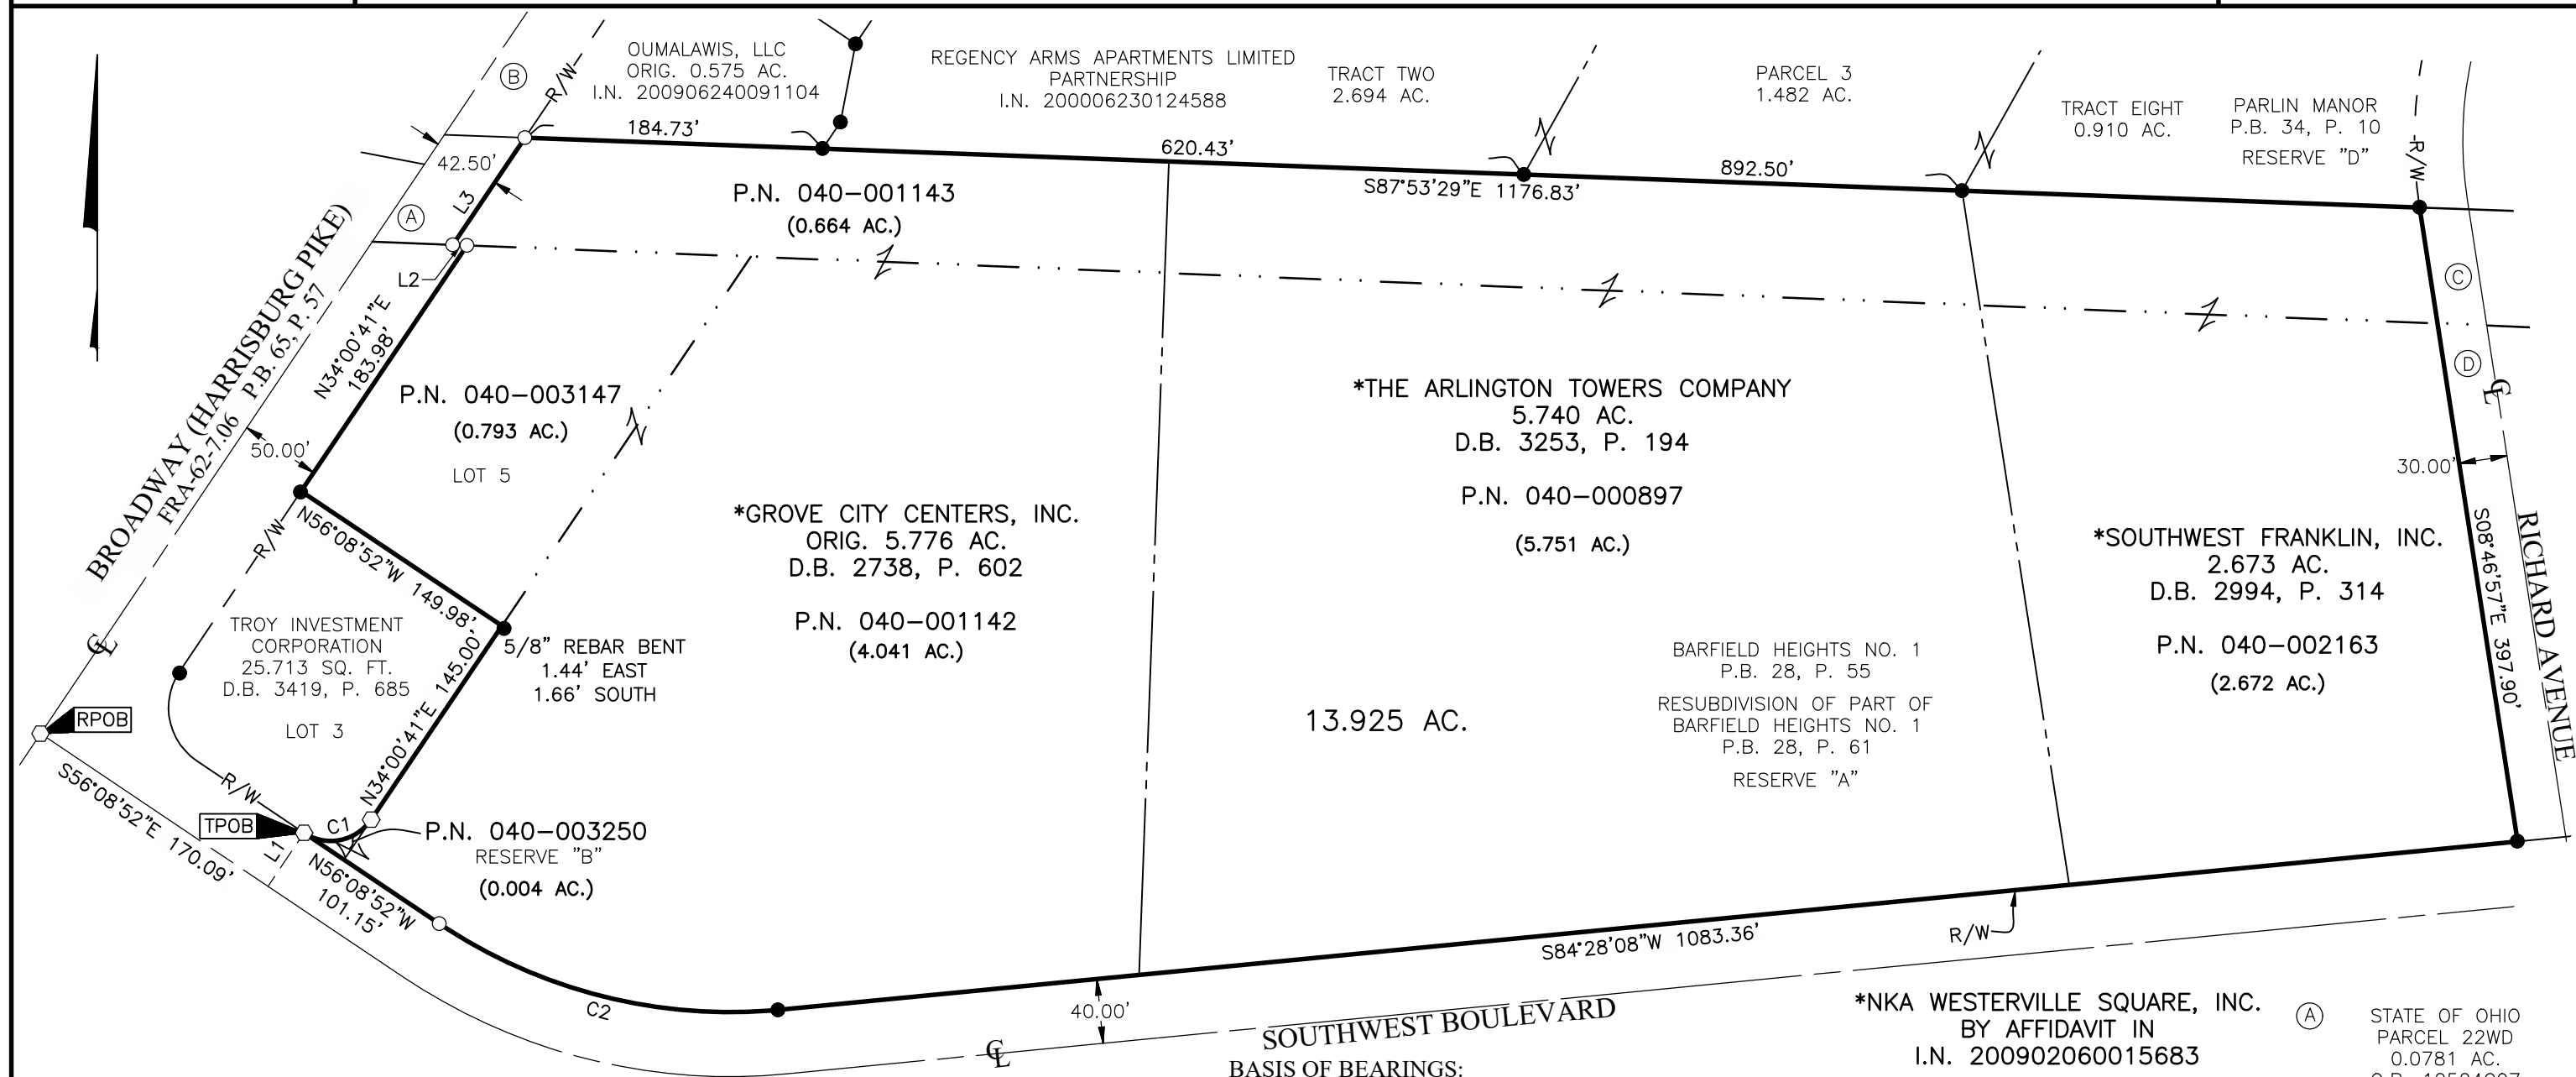 B
R/W
OUMALAWIS, LLC
ORIG. 0.575 AC.
I.N. 200906240091104
REGENCY ARMS APARTMENTS LIMITED
PARTNERSHIP
I.N. 200006230124588
TRACT TWO
2.694 AC.
PARCEL 3
1.482 AC.
TRACT EIGHT
0.910 AC.
PARLIN MANOR
P.B. 34, P. 10
RESERVE "D"
R/W
184.73'
620.43'
892.50'
S87°53'29"E 1176.83'
42.50'
L3
A
L2
P.N. 040-001143
(0.664 AC.)
BROADWAY (HARRISBURG PIKE)
FRA-62-7.06 P.B. 65, P. 57
N34°00'41"E
183.98'
50.00'
P.N. 040-003147
(0.793 AC.)
LOT 5
R/W
N56°08'52"W 149.98'
TROY INVESTMENT
CORPORATION
25.713 SQ. FT.
D.B. 3419, P. 685
LOT 3
5/8" REBAR BENT
1.44' EAST
1.66' SOUTH
N34°00'41"E 145.00'
*GROVE CITY CENTERS, INC.
ORIG. 5.776 AC.
D.B. 2738, P. 602
P.N. 040-001142
(4.041 AC.)
*THE ARLINGTON TOWERS COMPANY
5.740 AC.
D.B. 3253, P. 194
P.N. 040-000897
(5.751 AC.)
13.925 AC.
BARFIELD HEIGHTS NO. 1
P.B. 28, P. 55
RESUBDIVISION OF PART OF
BARFIELD HEIGHTS NO. 1
P.B. 28, P. 61
RESERVE "A"
*SOUTHWEST FRANKLIN, INC.
2.673 AC.
D.B. 2994, P. 314
P.N. 040-002163
(2.672 AC.)
C
D
CL
30.00'
S08°46'57"E 397.90'
RICHARD AVENUE
CL
RPOB
S56°08'52"E 170.09'
R/W
TPOB
L1
C1
P.N. 040-003250
RESERVE "B"
(0.004 AC.)
N56°08'52"W
101.15'
C2
S84°28'08"W 1083.36'
R/W
40.00'
CL
SOUTHWEST BOULEVARD
BASIS OF BEARINGS:
*NKA WESTERVILLE SQUARE, INC.
BY AFFIDAVIT IN
I.N. 200902060015683
A
STATE OF OHIO
PARCEL 22WD
0.0781 AC.